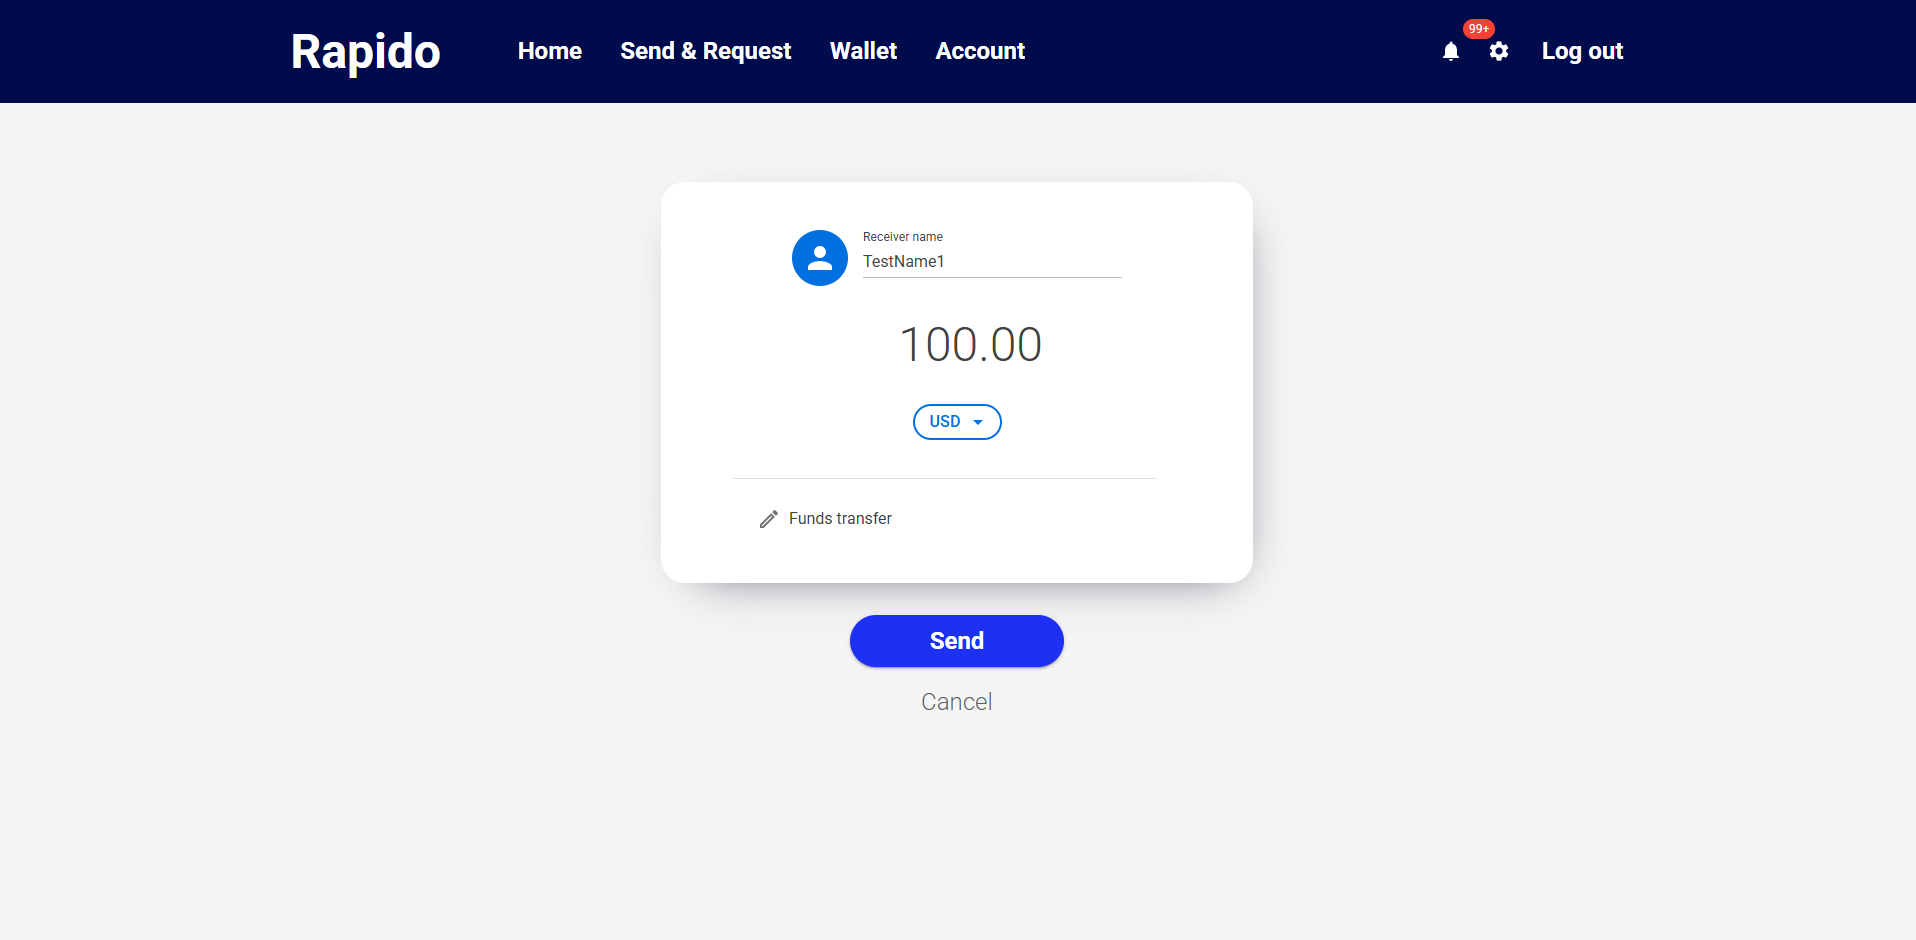 Rapido
Home Send & Request Wallet Account
99+
Log out
Receiver name
TestName1
100.00
USD
Funds transfer
Send
Cancel